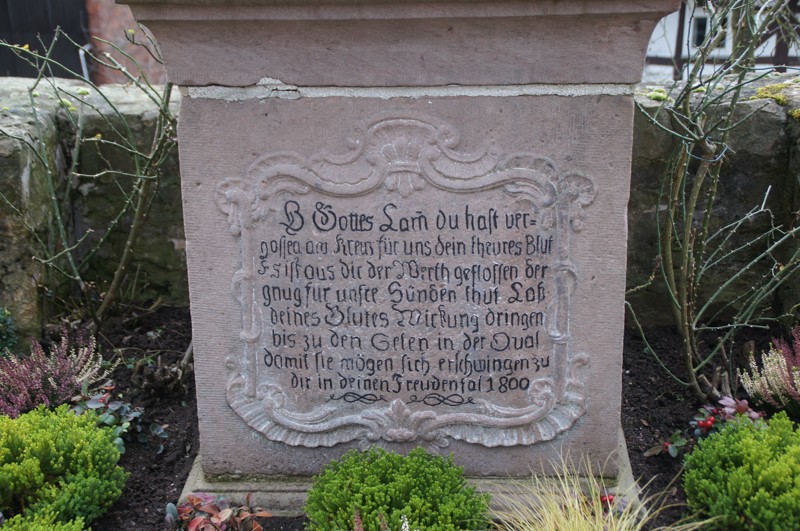 O Gottes Lam̅ du hast ver=
gossen am Kreuz für uns dein theures Blut
Es ist aus dir der Werth geflossen der
gnug für unsre Sünden thut Laß
deines Blutes Wirkung dringen
bis zu den Selen in der Qual
damit sie mögen sich erschwingen zu
dir in deinen Freudensal 1800